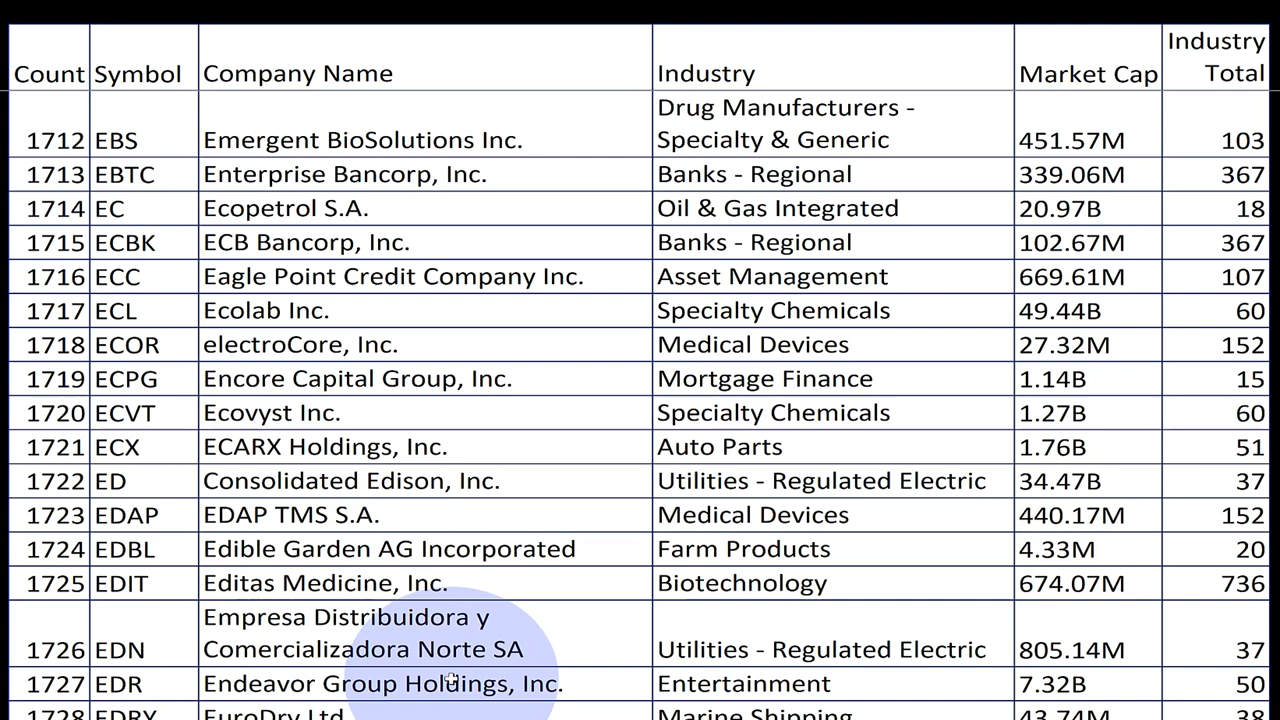 Count Symbol Company Name Industry Market Cap Industry Total
1712 EBS Emergent BioSolutions Inc. Drug Manufacturers - Specialty & Generic 451.57M 103
1713 EBTC Enterprise Bancorp, Inc. Banks - Regional 339.06M 367
1714 EC Ecopetrol S.A. Oil & Gas Integrated 20.97B 18
1715 ECBK ECB Bancorp, Inc. Banks - Regional 102.67M 367
1716 ECC Eagle Point Credit Company Inc. Asset Management 669.61M 107
1717 ECL Ecolab Inc. Specialty Chemicals 49.44B 60
1718 ECOR electroCore, Inc. Medical Devices 27.32M 152
1719 ECPG Encore Capital Group, Inc. Mortgage Finance 1.14B 15
1720 ECVT Ecovyst Inc. Specialty Chemicals 1.27B 60
1721 ECX ECARX Holdings, Inc. Auto Parts 1.76B 51
1722 ED Consolidated Edison, Inc. Utilities - Regulated Electric 34.47B 37
1723 EDAP EDAP TMS S.A. Medical Devices 440.17M 152
1724 EDBL Edible Garden AG Incorporated Farm Products 4.33M 20
1725 EDIT Editas Medicine, Inc. Biotechnology 674.07M 736
1726 EDN Empresa Distribuidora y Comercializadora Norte SA Utilities - Regulated Electric 805.14M 37
1727 EDR Endeavor Group Holdings, Inc. Entertainment 7.32B 50
1728 EDRY EuroDry Ltd. Marine Shipping 43.74M 38